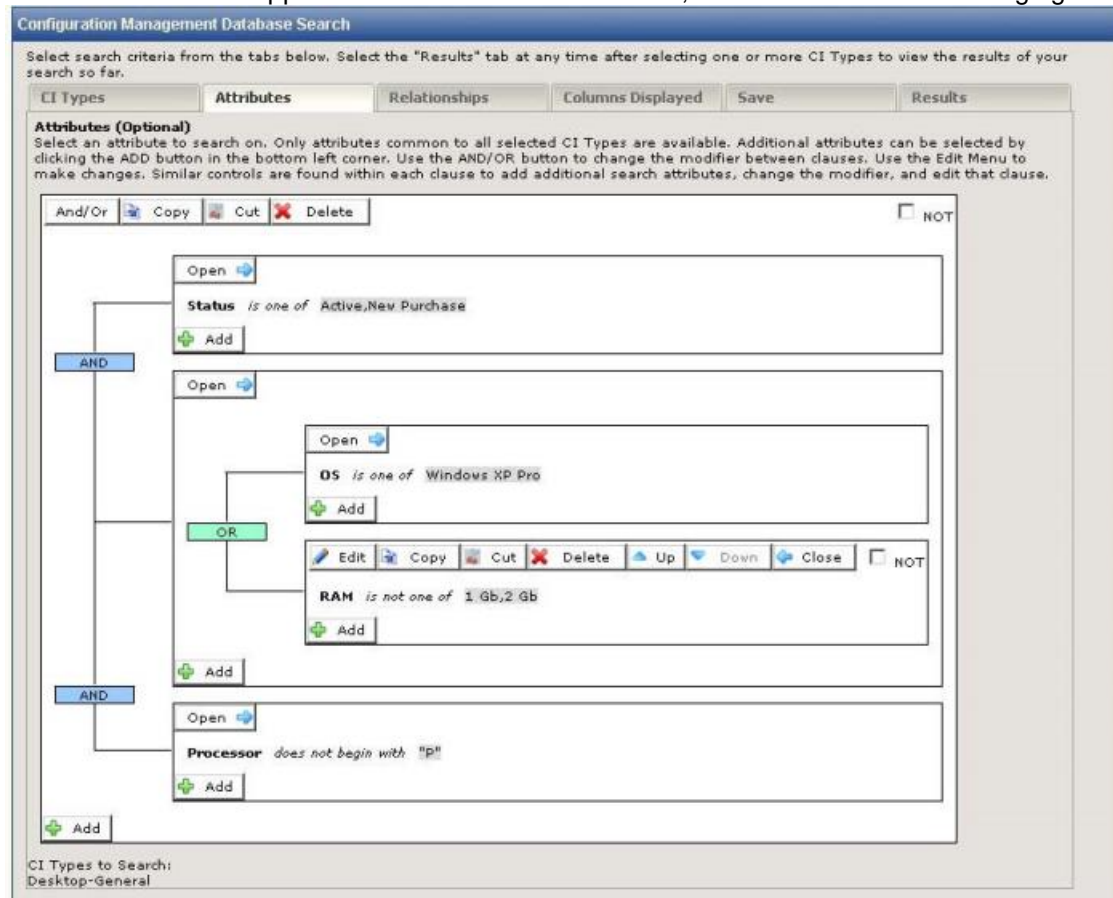 Configuration Management Database Search
Select search criteria from the tabs below. Select the "Results" tab at any time after selecting one or more CI Types to view the results of your
search so far.
CI Types Attributes Relationships Columns Displayed Save Results
Attributes (Optional)
Select an attribute to search on. Only attributes common to all selected CI Types are available. Additional attributes can be selected by
clicking the ADD button in the bottom left corner. Use the AND/OR button to change the modifier between clauses. Use the Edit Menu to
make changes. Similar controls are found within each clause to add additional search attributes, change the modifier, and edit that clause.
And/Or Copy Cut Delete NOT
Open
Status is one of Active,New Purchase
Add
AND
Open
Open
OS is one of Windows XP Pro
Add
OR
Edit Copy Cut Delete Up Down Close NOT
RAM is not one of 1 Gb,2 Gb
Add
Add
AND
Open
Processor does not begin with "P"
Add
Add
CI Types to Search:
Desktop-General